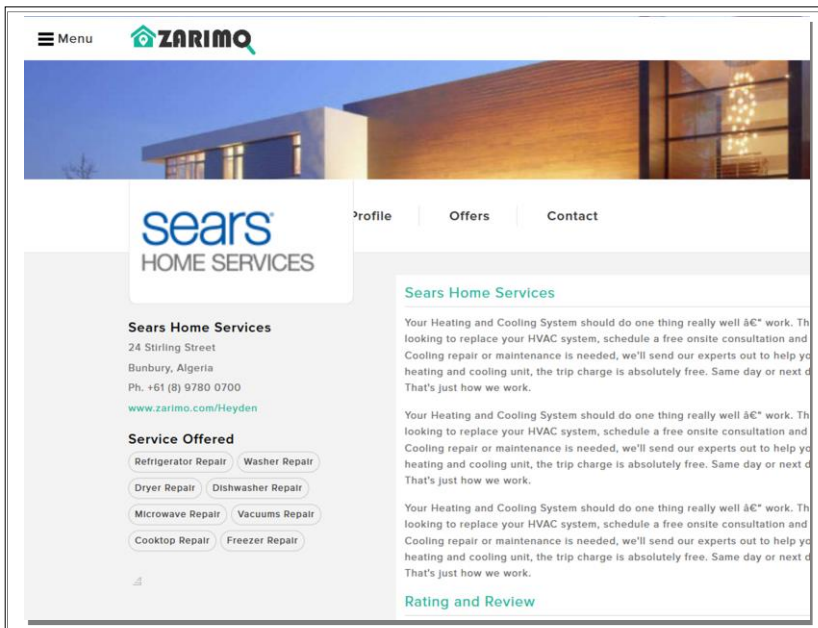 Menu
ZARIMO
sears
HOME SERVICES
Profile
Offers
Contact
Sears Home Services
24 Stirling Street
Bunbury, Algeria
Ph. +61 (8) 9780 0700
www.zarimo.com/Heyden
Service Offered
Refrigerator Repair Washer Repair
Dryer Repair Dishwasher Repair
Microwave Repair Vacuums Repair
Cooktop Repair Freezer Repair
Sears Home Services
Your Heating and Cooling System should do one thing really well â€" work. Th
looking to replace your HVAC system, schedule a free onsite consultation and
Cooling repair or maintenance is needed, we'll send our experts out to help yo
heating and cooling unit, the trip charge is absolutely free. Same day or next d
That's just how we work.
Your Heating and Cooling System should do one thing really well â€" work. Th
looking to replace your HVAC system, schedule a free onsite consultation and
Cooling repair or maintenance is needed, we'll send our experts out to help yo
heating and cooling unit, the trip charge is absolutely free. Same day or next d
That's just how we work.
Your Heating and Cooling System should do one thing really well â€" work. Th
looking to replace your HVAC system, schedule a free onsite consultation and
Cooling repair or maintenance is needed, we'll send our experts out to help yo
heating and cooling unit, the trip charge is absolutely free. Same day or next d
That's just how we work.
Rating and Review